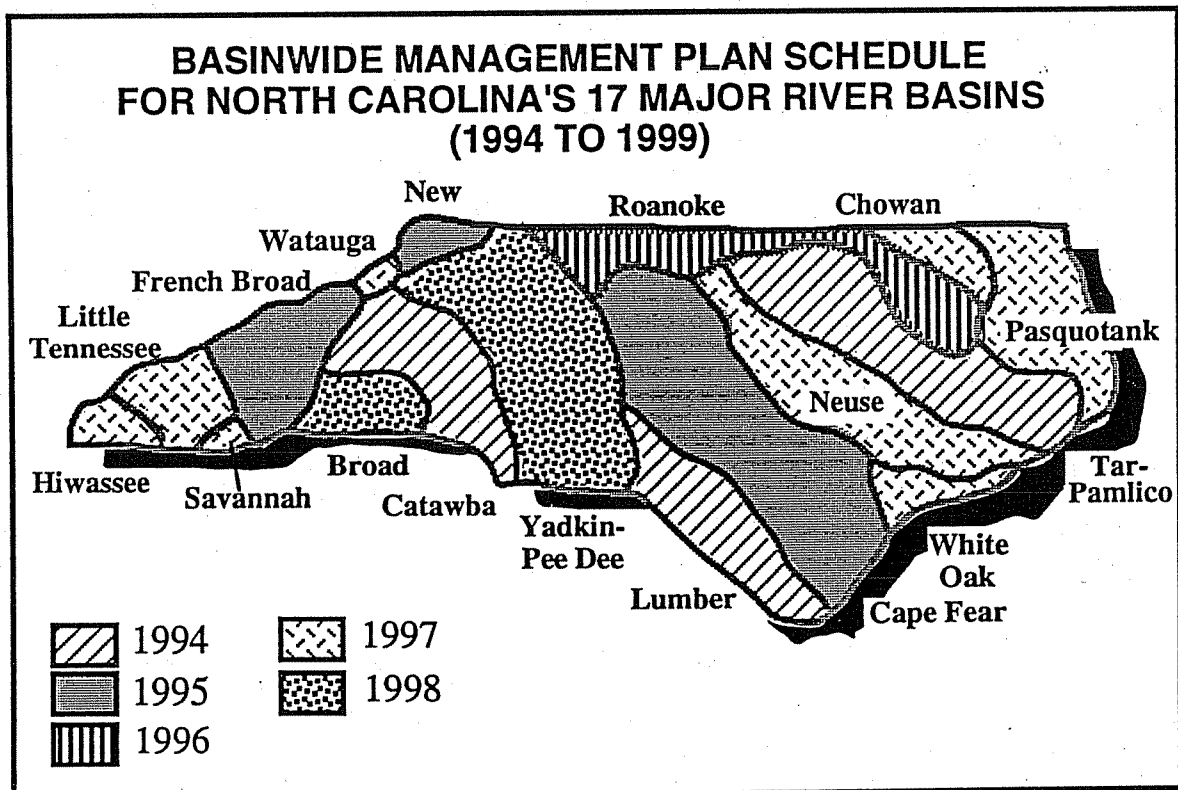 BASINWIDE MANAGEMENT PLAN SCHEDULE
FOR NORTH CAROLINA'S 17 MAJOR RIVER BASINS
(1994 TO 1999)
New
Roanoke
Chowan
Watauga
French Broad
Little
Tennessee
Pasquotank
Neuse
Hiwassee
Savannah
Broad
Catawba
Yadkin-
Pee Dee
Tar-
Pamlico
White
Oak
Lumber
Cape Fear
1994
1995
1996
1997
1998